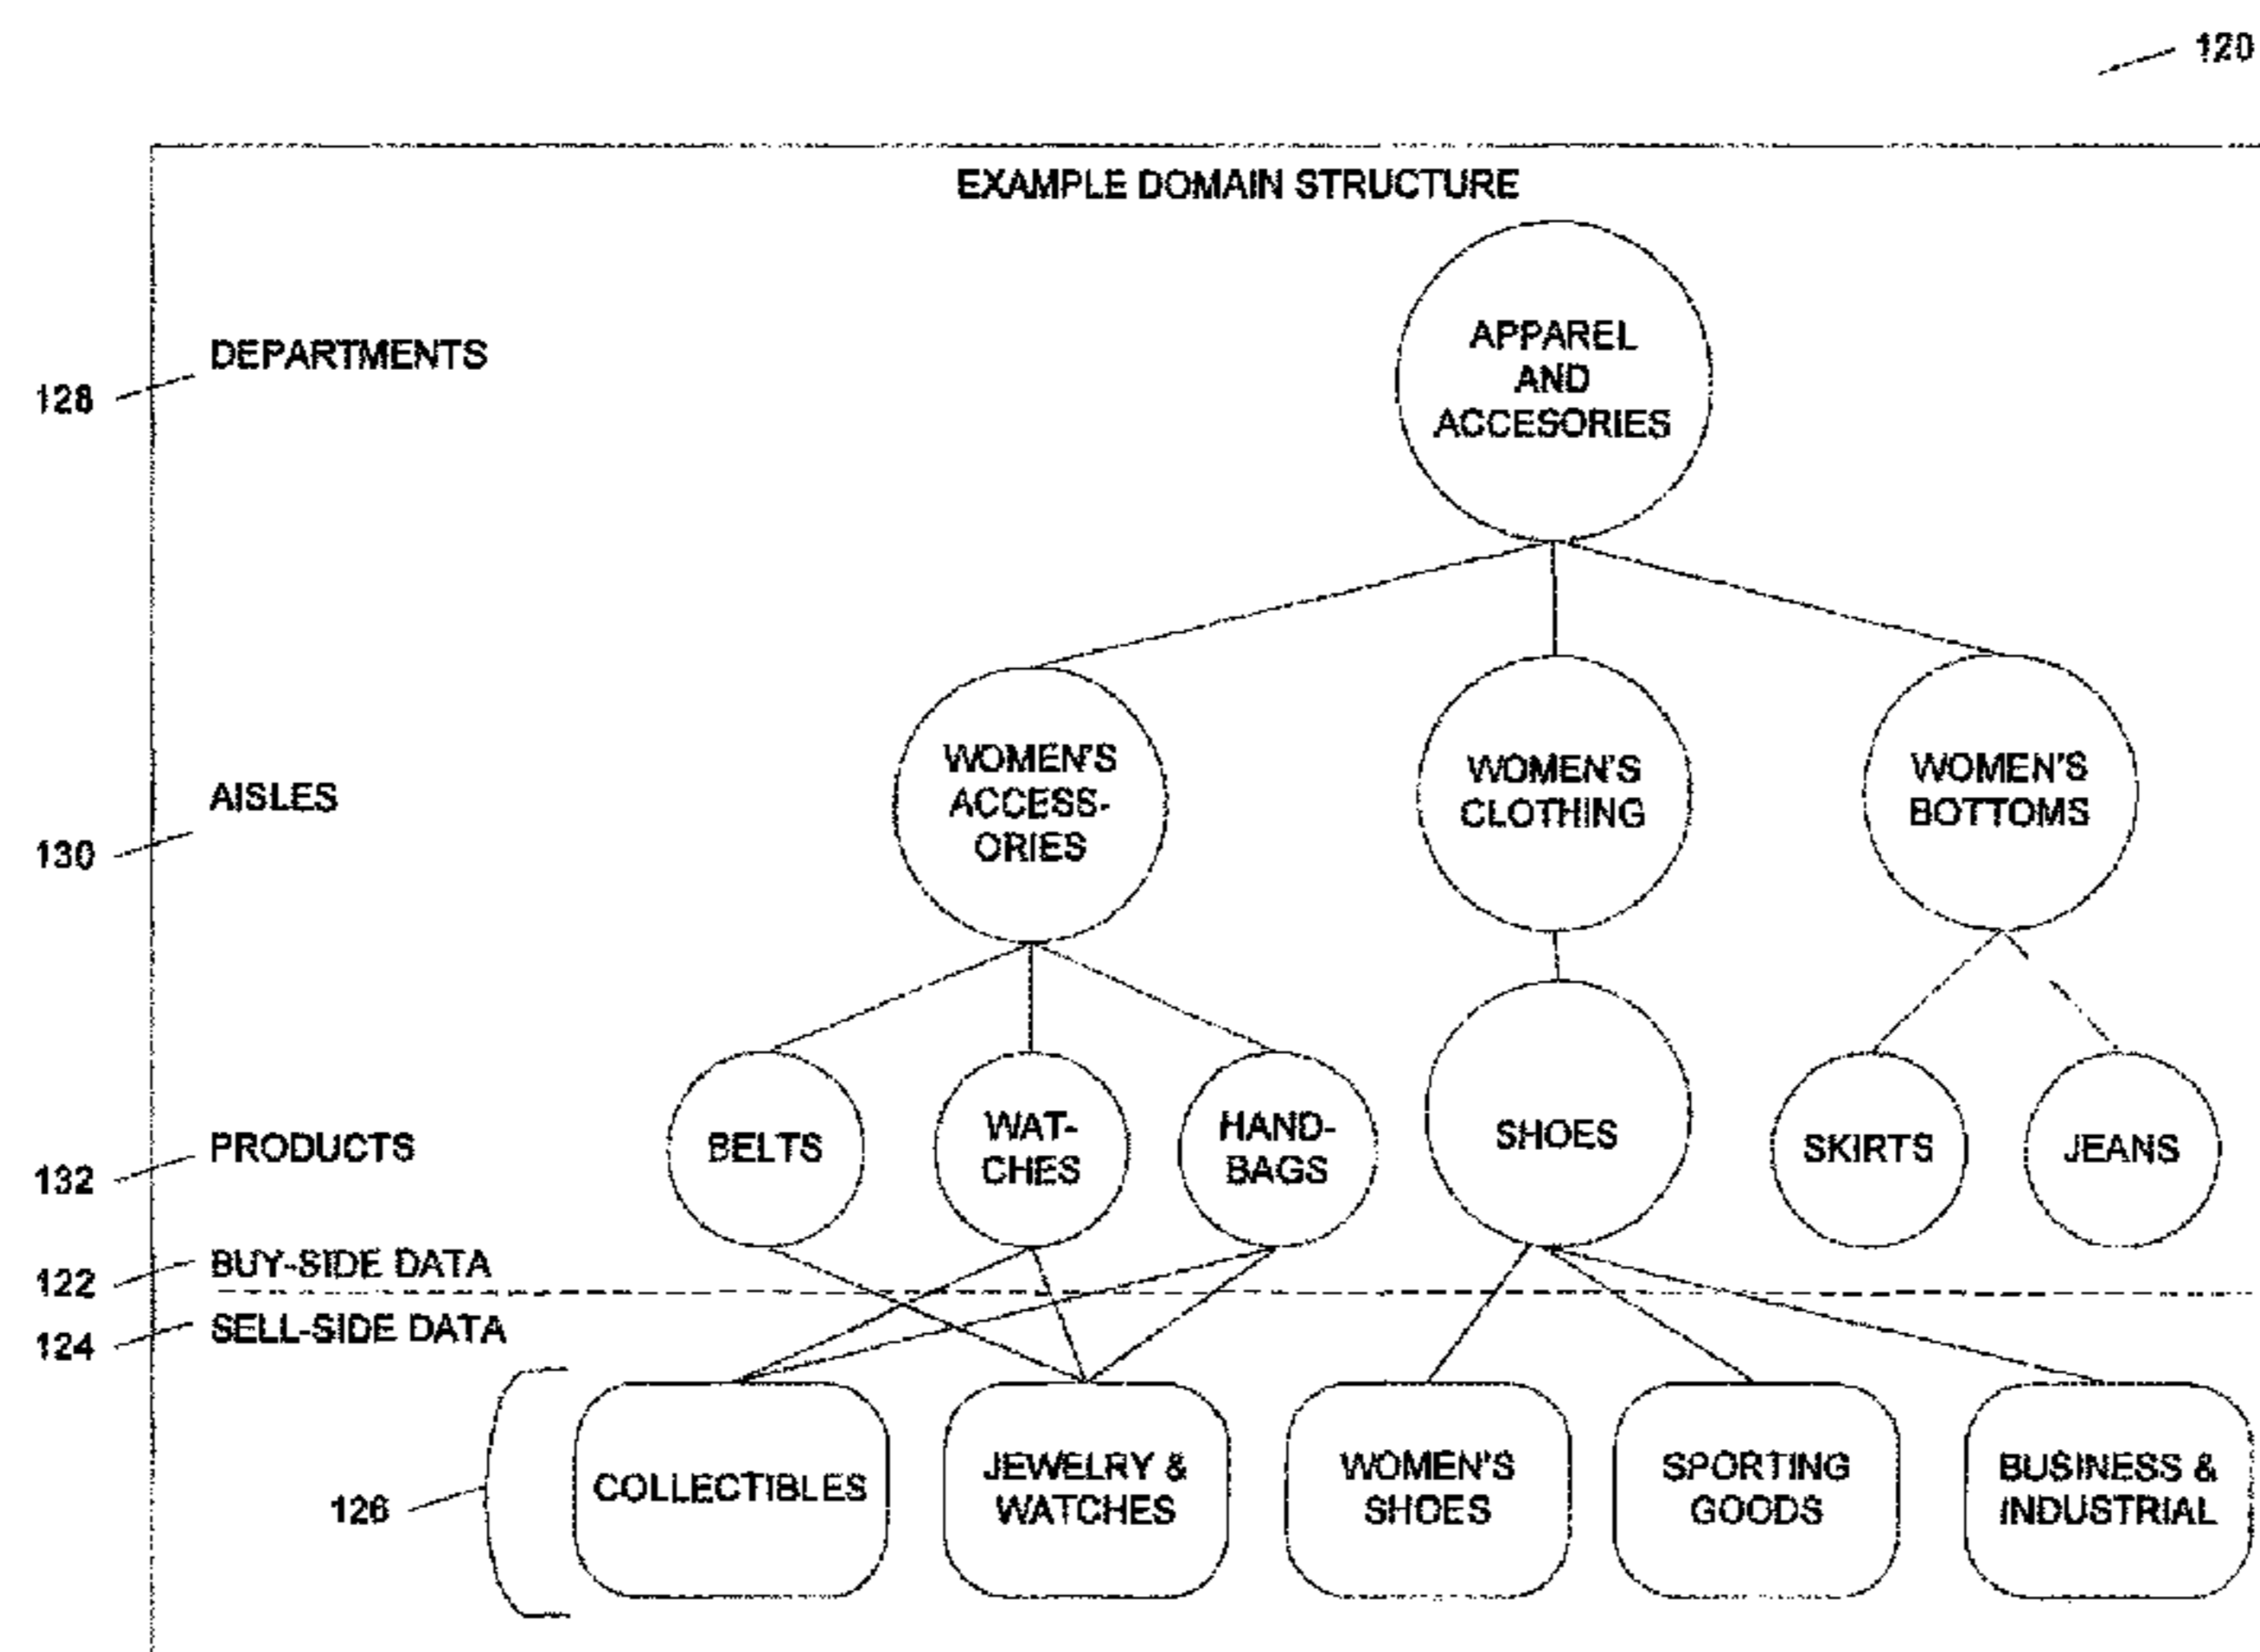 120
EXAMPLE DOMAIN STRUCTURE
DEPARTMENTS
128
APPAREL
AND
ACCESORIES
AISLES
130
WOMEN'S
ACCESS-
ORIES
WOMEN'S
CLOTHING
WOMEN'S
BOTTOMS
PRODUCTS
132
BELTS
WAT-
CHES
HAND-
BAGS
SHOES
SKIRTS
JEANS
BUY-SIDE DATA
122
SELL-SIDE DATA
124
126
COLLECTIBLES
JEWELRY &
WATCHES
WOMEN'S
SHOES
SPORTING
GOODS
BUSINESS &
INDUSTRIAL